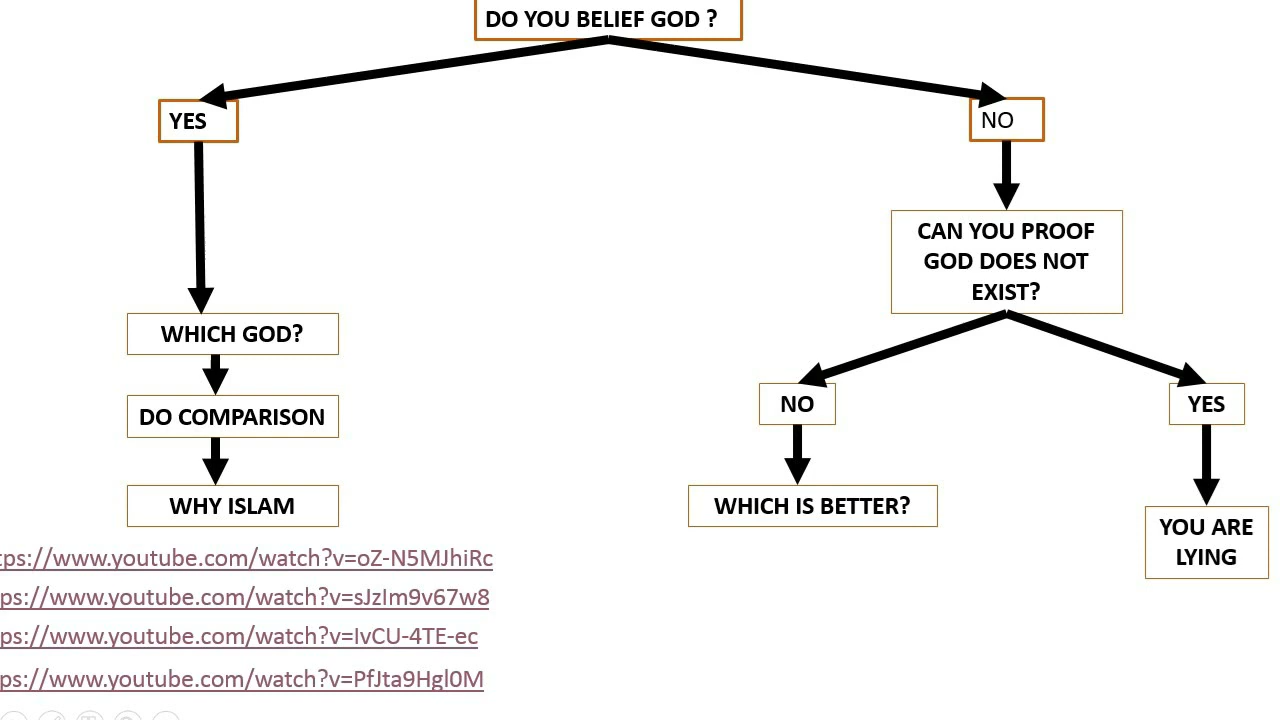 DO YOU BELIEF GOD ?
YES
NO
CAN YOU PROOF
GOD DOES NOT
EXIST?
WHICH GOD?
DO COMPARISON
NO
YES
WHY ISLAM
WHICH IS BETTER?
YOU ARE
LYING
tps://www.youtube.com/watch?v=oZ-N5MJhiRc
ps://www.youtube.com/watch?v=sJzIm9v67w8
ps://www.youtube.com/watch?v=IvCU-4TE-ec
ps://www.youtube.com/watch?v=PfJta9Hgl0M